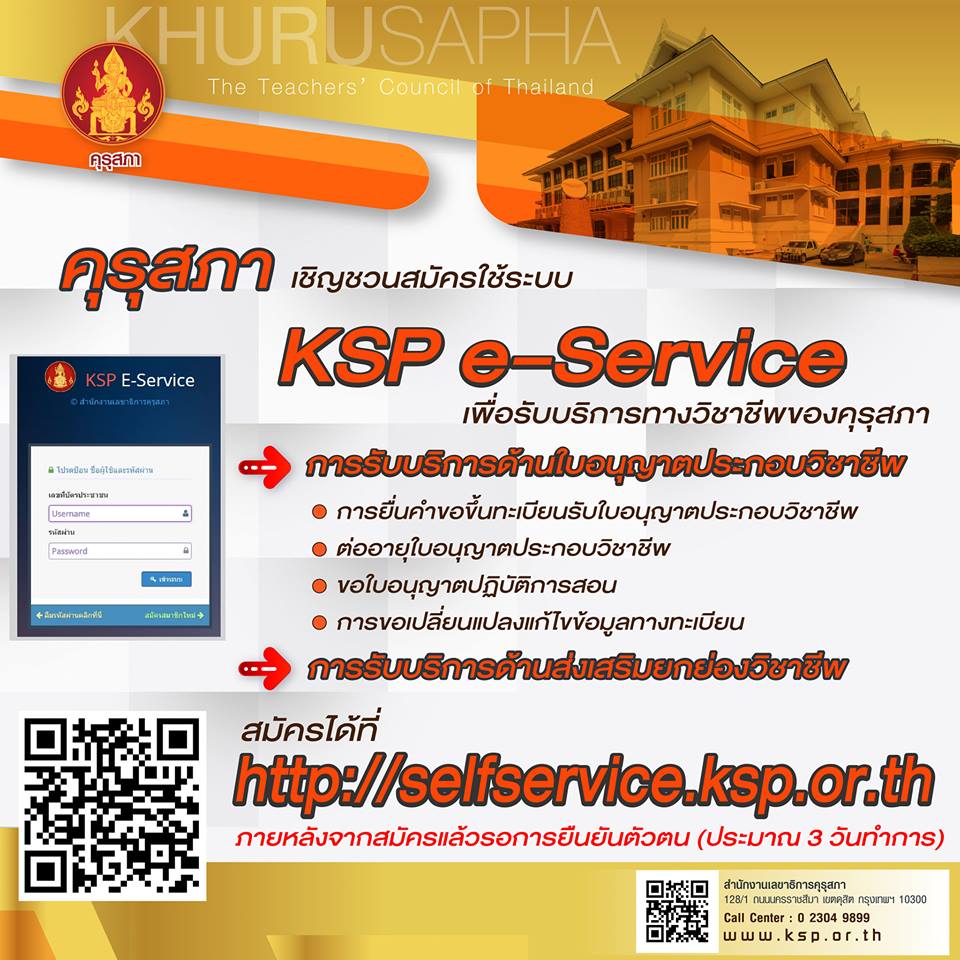 KHURUSAPHA
The Teachers' Council of Thailand
คุรุสภา
คุรุสภา เชิญชวนสมัครใช้ระบบ
KSP e-Service
เพื่อรับบริการทางวิชาชีพของคุรุสภา
KSP E-Service
© สำนักงานเลขาธิการคุรุสภา
โปรดป้อน ชื่อผู้ใช้และรหัสผ่าน
เลขที่บัตรประชาชน
Username
รหัสผ่าน
Password
เข้าระบบ
ลืมรหัสผ่านคลิกที่นี่ สมัครสมาชิกใหม่
การรับบริการด้านใบอนุญาตประกอบวิชาชีพ
การยื่นคำขอขึ้นทะเบียนรับใบอนุญาตประกอบวิชาชีพ
ต่ออายุใบอนุญาตประกอบวิชาชีพ
ขอใบอนุญาตปฏิบัติการสอน
การขอเปลี่ยนแปลงแก้ไขข้อมูลทางทะเบียน
การรับบริการด้านส่งเสริมยกย่องวิชาชีพ
สมัครได้ที่
http://selfservice.ksp.or.th
ภายหลังจากสมัครแล้วรอการยืนยันตัวตน (ประมาณ 3 วันทำการ)
สำนักงานเลขาธิการคุรุสภา
128/1 ถนนนครราชสีมา เขตดุสิต กรุงเทพฯ 10300
Call Center : 0 2304 9899
www.ksp.or.th